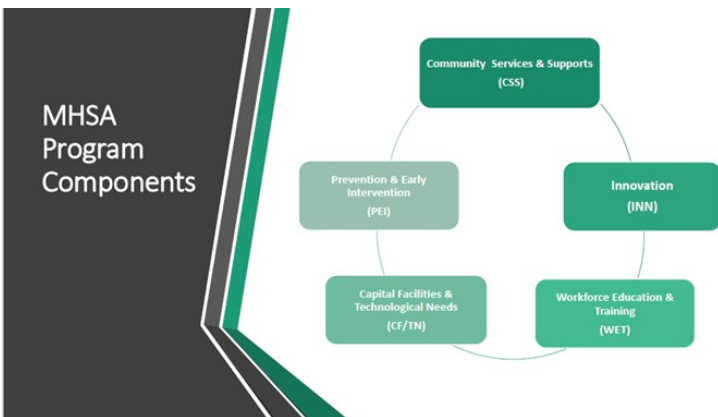 MHSA
Program
Components
Community Services & Supports
(CSS)
Innovation
(INN)
Workforce Education &
Training
(WET)
Capital Facilities &
Technological Needs
(CF/TN)
Prevention & Early
Intervention
(PEI)